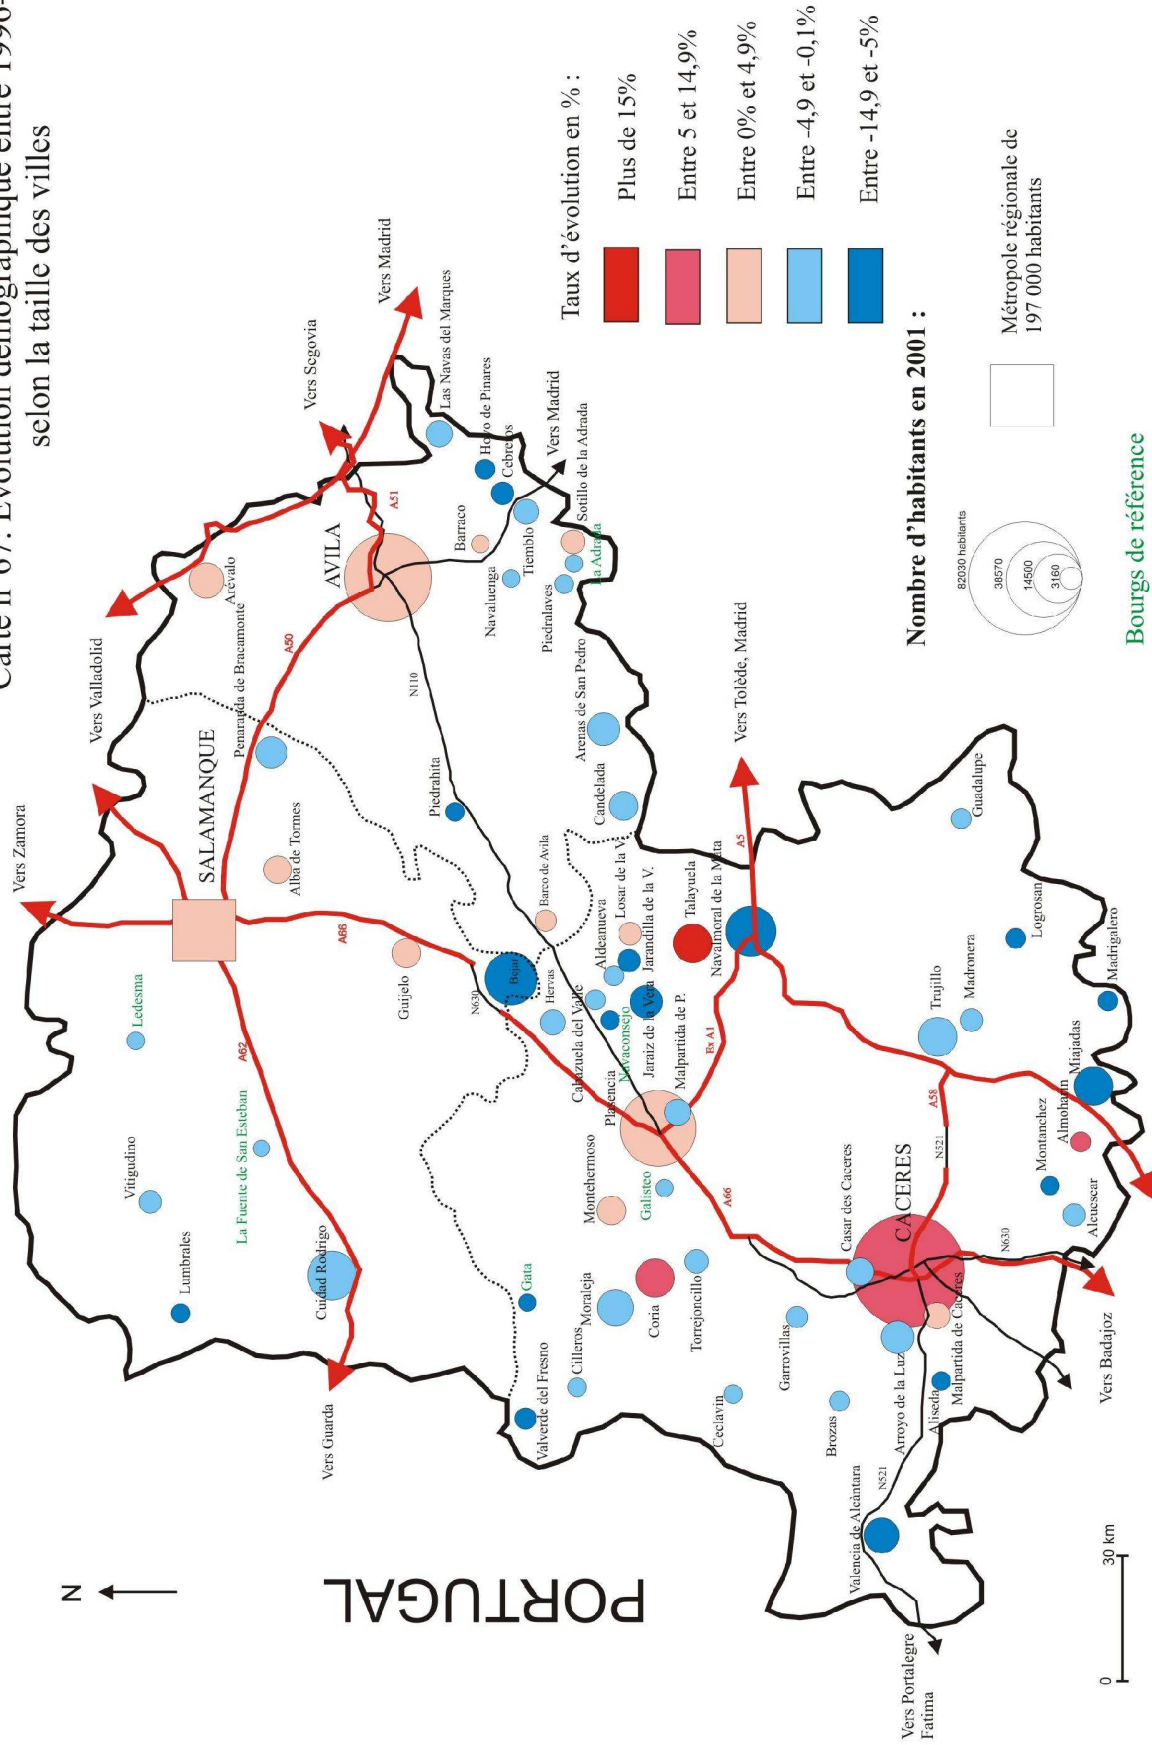 Evolution démographique entre
selon la taille des villes
Vers Zamora
Vers Valladolid
Vers Segovia
Vers Madrid
N
PORTUGAL
Vitigudino
Ledesma
Lumbrales
La Fuente de San Esteban
A62
SALAMANQUE
Penaranda de Bracamonte
Arévalo
A50
AVILA
A51
Las Navas del Marques
Hoyo de Pinares
Cebreros
Vers Madrid
Cuidad Rodrigo
Vers Guarda
A66
Alba de Tormes
Guijelo
N110
Piedrahita
Barraco
Tiemblo
Navaluenga
Piedralaves
Sotillo de la Adrada
La Adrada
N630
Bejar
Hervas
Barco de Avila
Arenas de San Pedro
Candelada
Gata
Valverde del Fresno
Cilleros
Moraleja
Montehermoso
Galisteo
Plasencia
Cabazuela del Valle
Navaconsejo
Aldeanueva
Losar de la V.
Jarandilla de la V.
Jaraiz de la Vera
Malpartida de P.
Talayuela
Navalmoral de la Mata
A5
Vers Tolède, Madrid
Ex A1
Coria
Torrejoncillo
A66
Ceclavin
Garrovillas
Brozas
Casar des Caceres
CACERES
Arroyo de la Luz
Aliseda
Malpartida de Caceres
Valencia de Alcàntara
N521
Vers Portalegre
Fatima
A58
N521
Trujillo
Madronera
Guadalupe
Logrosan
Madrigalero
Miajadas
Almoharin
Montanchez
Alcuescar
N630
Vers Badajoz
0
30 km
Taux d'évolution en % :
Plus de 15%
Entre 5 et 14,9%
Entre 0% et 4,9%
Entre -4,9 et -0,1%
Entre -14,9 et -5%
Nombre d'habitants en 2001 :
82030 habitants
38570
14500
3160
Métropole régionale de
197 000 habitants
Bourgs de référence